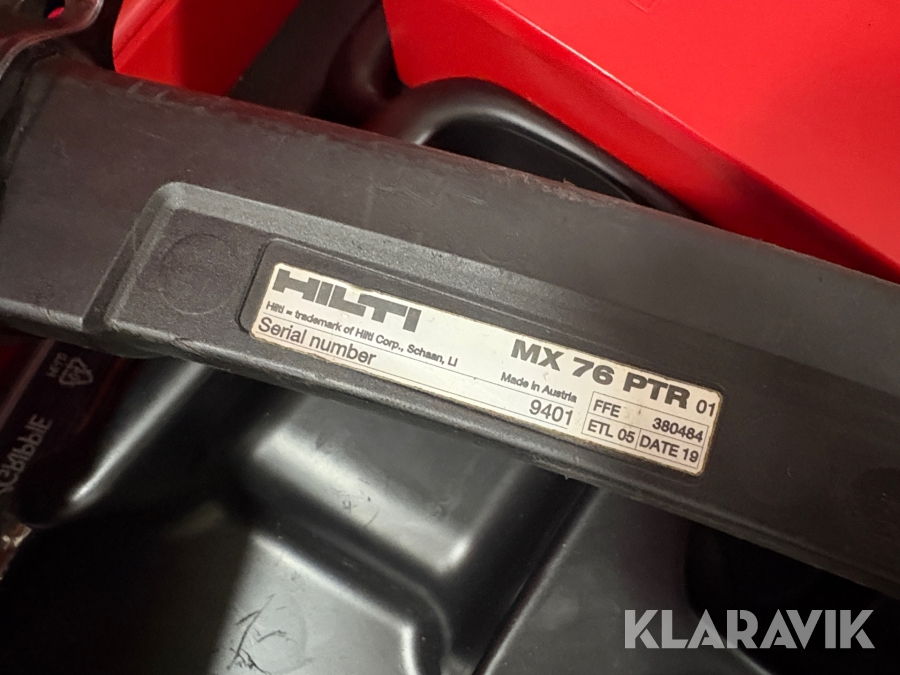 HILTI
Hilti = trademark of Hilti Corp., Schaan, LI
MX 76 PTR 01
Serial number
Made in Austria
9401
FFE 380484
ETL 05 DATE 19
KLARAVIK